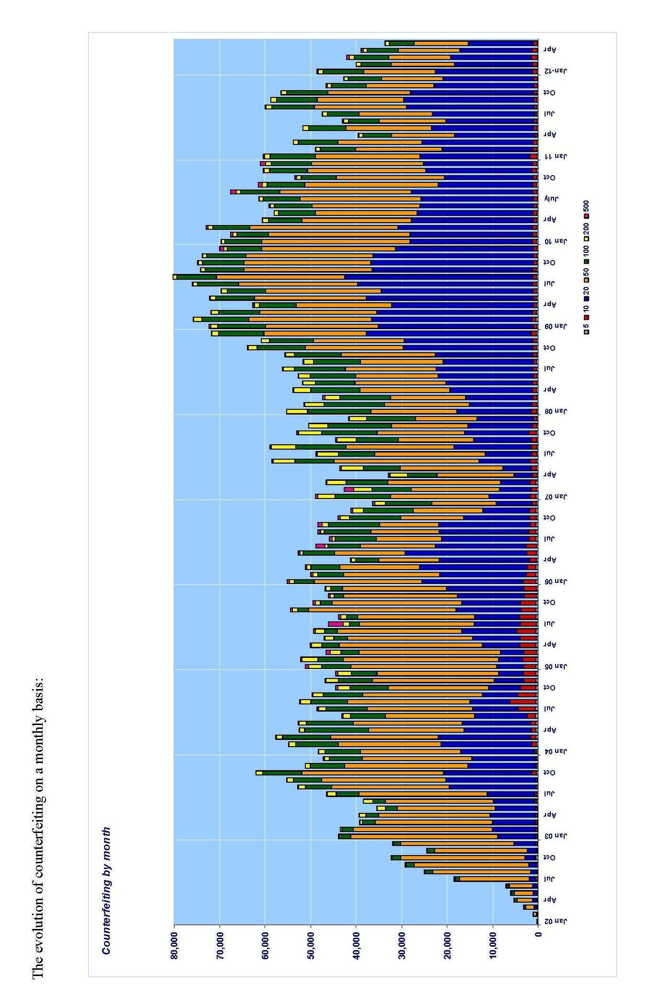 The evolution of counterfeiting on a monthly basis:
Counterfeiting by month
80,000
70,000
60,000
50,000
40,000
30,000
20,000
10,000
0
Jan 02
Apr
Jul
Oct
Jan 03
Apr
Jul
Oct
Jan 04
Apr
Jul
Oct
Jan 05
Apr
Jul
Oct
Jan 06
Apr
Jul
Oct
Jan 07
Apr
Jul
Oct
Jan 08
Apr
Jul
Oct
Jan 09
Apr
Jul
Oct
Jan 10
Apr
July
Oct
Jan 11
Apr
Jul
Oct
Jan-12
Apr
5 10 20 50 100 200 500